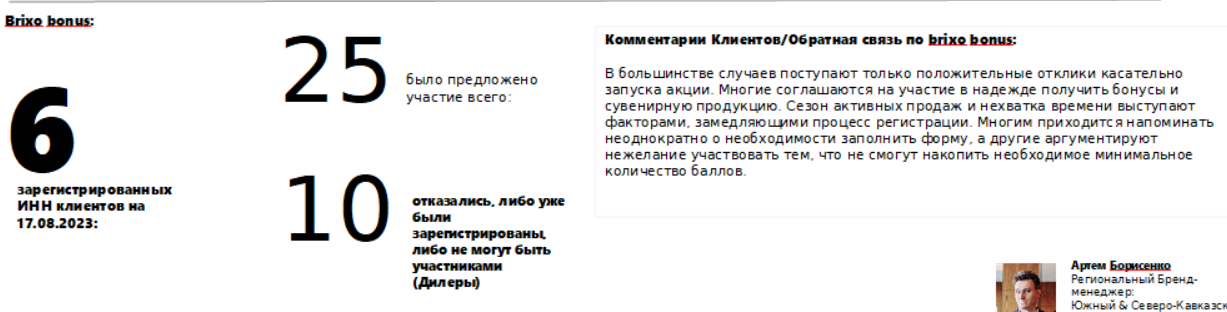 Brixo bonus:
6
зарегистрированных
ИНН клиентов на
17.08.2023:
25
было предложено
участие всего:
10
отказались, либо уже
были
зарегистрированы,
либо не могут быть
участниками
(Дилеры)
Комментарии Клиентов/Обратная связь по brixo bonus:
В большинстве случаев поступают только положительные отклики касательно
запуска акции. Многие соглашаются на участие в надежде получить бонусы и
сувенирную продукцию. Сезон активных продаж и нехватка времени выступают
факторами, замедляющими процесс регистрации. Многим приходится напоминать
неоднократно о необходимости заполнить форму, а другие аргументируют
нежелание участвовать тем, что не смогут накопить необходимое минимальное
количество баллов.
Артем Борисенко
Региональный Бренд-
менеджер:
Южный & Северо-Кавказск